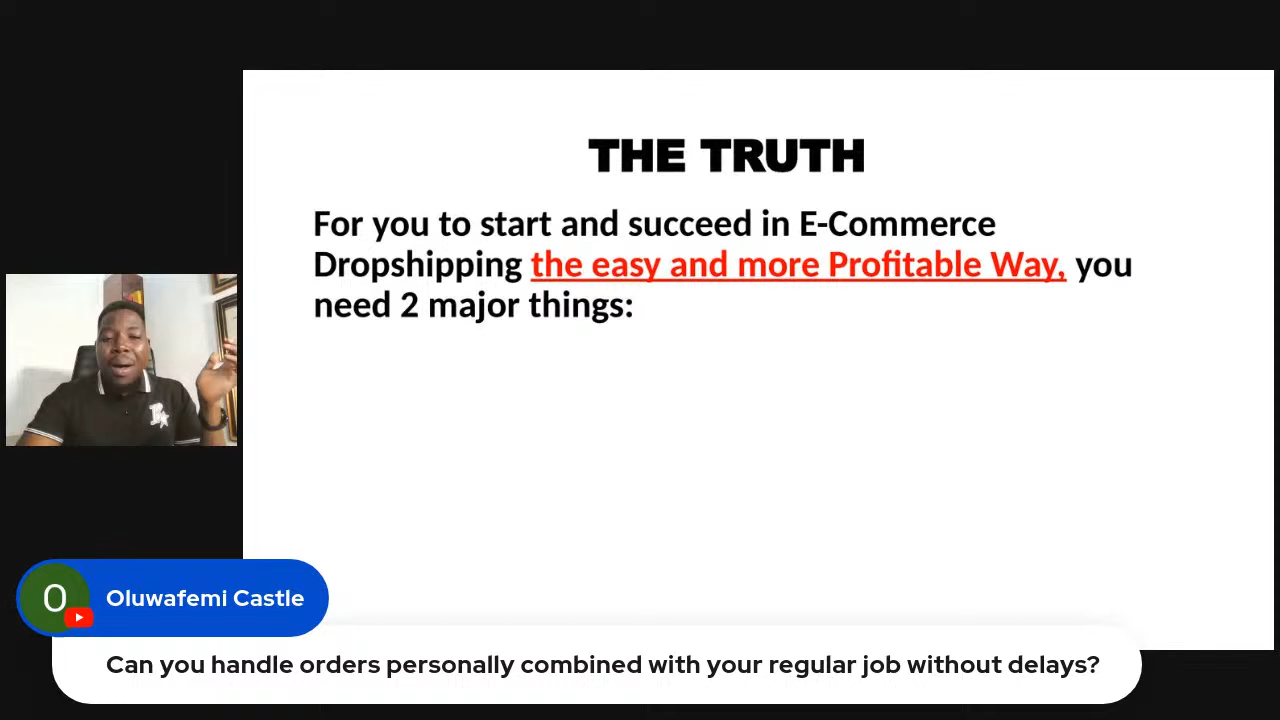 THE TRUTH
For you to start and succeed in E-Commerce
Dropshipping the easy and more Profitable Way, you
need 2 major things:
O
Oluwafemi Castle
Can you handle orders personally combined with your regular job without delays?